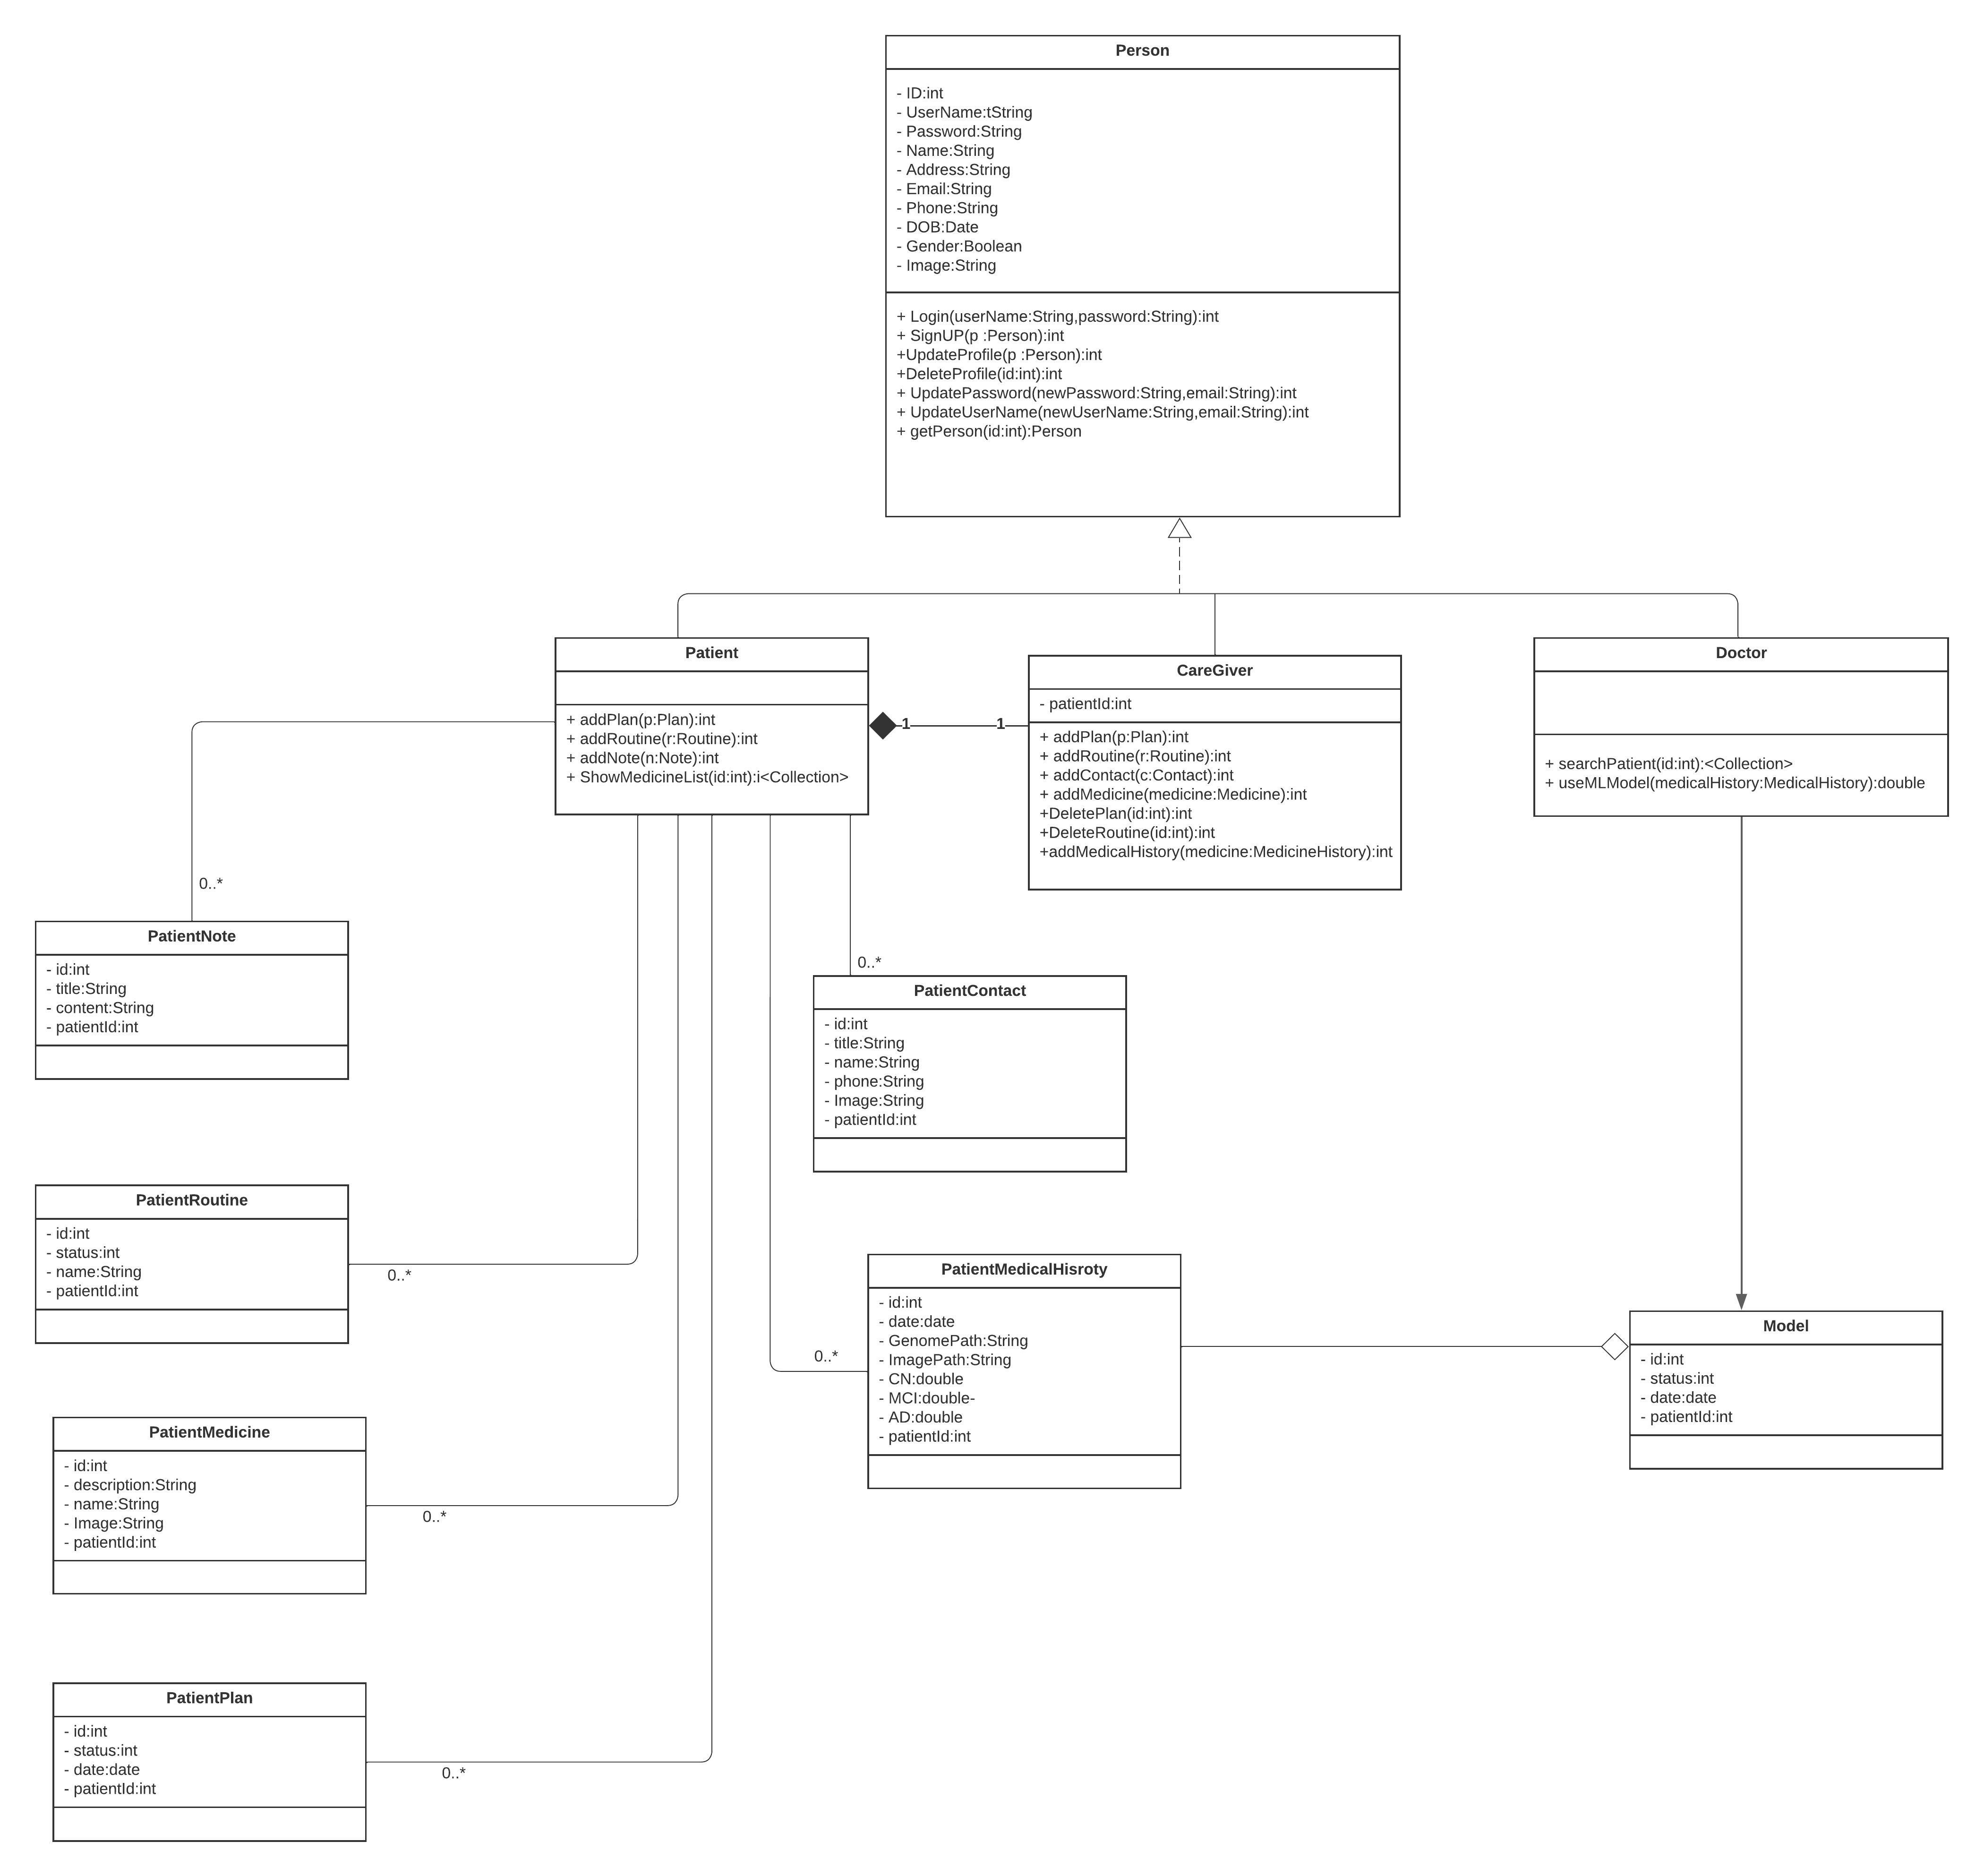 Person
- ID:int
- UserName:tString
- Password:String
- Name:String
- Address:String
- Email:String
- Phone:String
- DOB:Date
- Gender:Boolean
- Image:String
+ Login(userName:String,password:String):int
+ SignUP(p :Person):int
+UpdateProfile(p :Person):int
+DeleteProfile(id:int):int
+ UpdatePassword(newPassword:String,email:String):int
+ UpdateUserName(newUserName:String,email:String):int
+ getPerson(id:int):Person
Patient
+ addPlan(p:Plan):int
+ addRoutine(r:Routine):int
+ addNote(n:Note):int
+ ShowMedicineList(id:int):i<Collection>
1
1
CareGiver
- patientId:int
+ addPlan(p:Plan):int
+ addRoutine(r:Routine):int
+ addContact(c:Contact):int
+ addMedicine(medicine:Medicine):int
+DeletePlan(id:int):int
+DeleteRoutine(id:int):int
+addMedicalHistory(medicine:MedicineHistory):int
Doctor
+ searchPatient(id:int):<Collection>
+ useMLModel(medicalHistory:MedicalHistory):double
0..*
PatientNote
- id:int
- title:String
- content:String
- patientId:int
0..*
PatientContact
- id:int
- title:String
- name:String
- phone:String
- Image:String
- patientId:int
PatientRoutine
- id:int
- status:int
- name:String
- patientId:int
0..*
PatientMedicalHisroty
- id:int
- date:date
- GenomePath:String
- ImagePath:String
- CN:double
- MCI:double-
- AD:double
- patientId:int
0..*
Model
- id:int
- status:int
- date:date
- patientId:int
PatientMedicine
- id:int
- description:String
- name:String
- Image:String
- patientId:int
0..*
PatientPlan
- id:int
- status:int
- date:date
- patientId:int
0..*